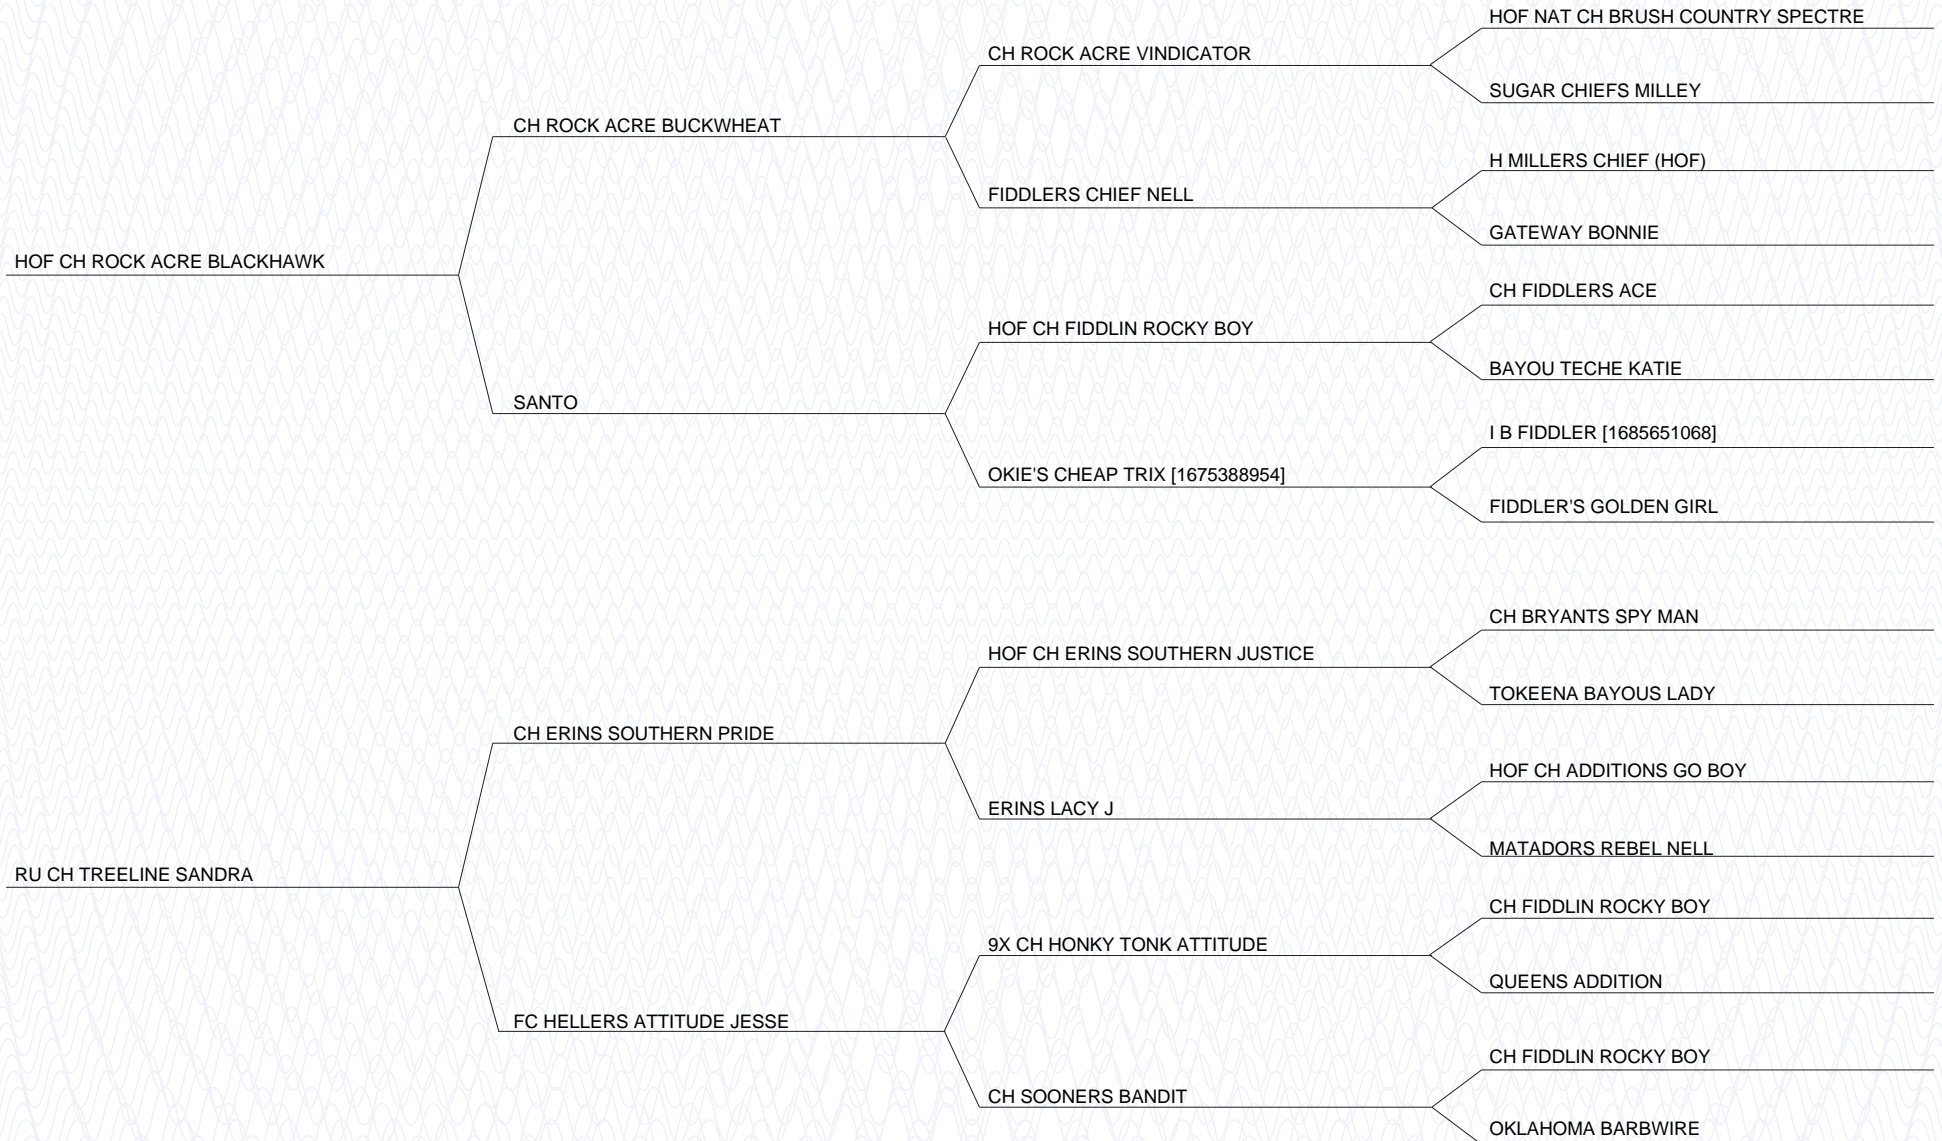 HOF NAT CH BRUSH COUNTRY SPECTRE
CH ROCK ACRE VINDICATOR
SUGAR CHIEFS MILLEY
CH ROCK ACRE BUCKWHEAT
H MILLERS CHIEF (HOF)
FIDDLERS CHIEF NELL
GATEWAY BONNIE
HOF CH ROCK ACRE BLACKHAWK
CH FIDDLERS ACE
HOF CH FIDDLIN ROCKY BOY
BAYOU TECHE KATIE
SANTO
I B FIDDLER [1685651068]
OKIE'S CHEAP TRIX [1675388954]
FIDDLER'S GOLDEN GIRL
CH BRYANTS SPY MAN
HOF CH ERINS SOUTHERN JUSTICE
TOKEENA BAYOUS LADY
CH ERINS SOUTHERN PRIDE
HOF CH ADDITIONS GO BOY
ERINS LACY J
MATADORS REBEL NELL
RU CH TREELINE SANDRA
CH FIDDLIN ROCKY BOY
9X CH HONKY TONK ATTITUDE
QUEENS ADDITION
FC HELLERS ATTITUDE JESSE
CH FIDDLIN ROCKY BOY
CH SOONERS BANDIT
OKLAHOMA BARBWIRE